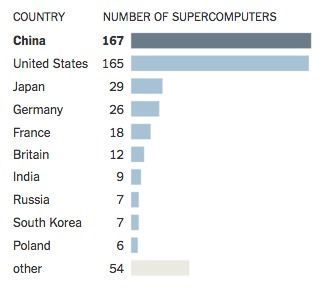 COUNTRY NUMBER OF SUPERCOMPUTERS
China 167
United States 165
Japan 29
Germany 26
France 18
Britain 12
India 9
Russia 7
South Korea 7
Poland 6
other 54